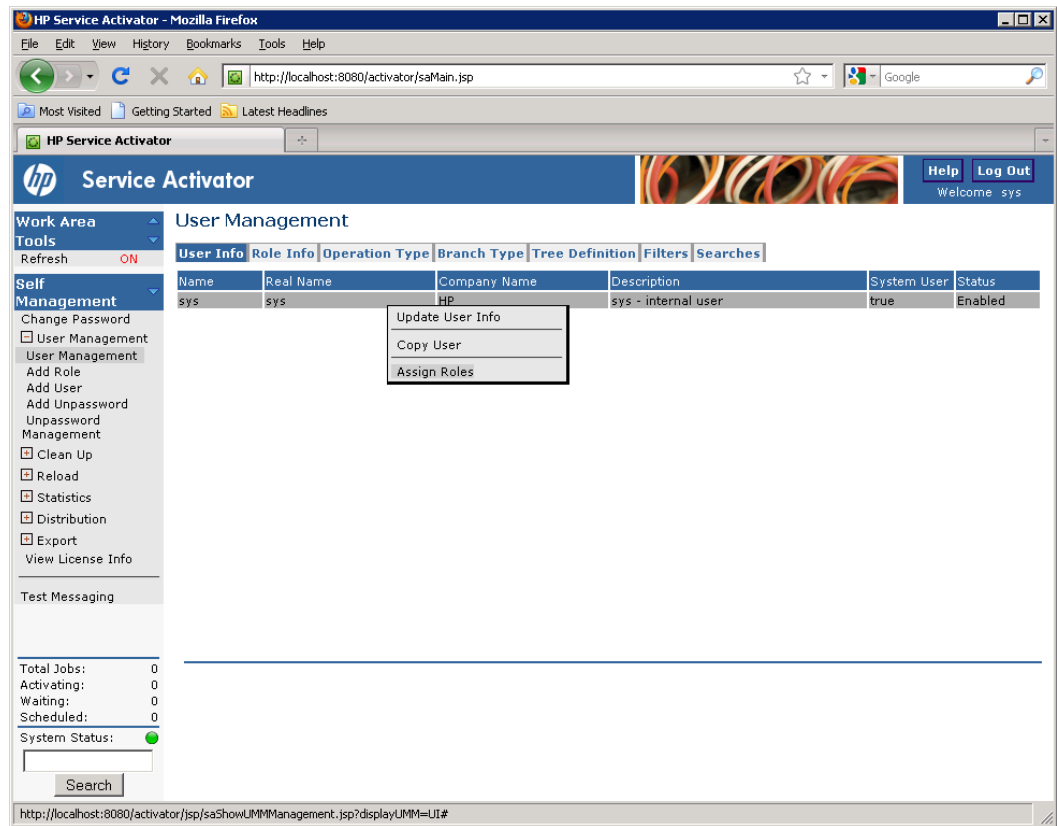 HP Service Activator - Mozilla Firefox
File Edit View History Bookmarks Tools Help
http://localhost:8080/activator/saMain.jsp
Google
Most Visited Getting Started Latest Headlines
HP Service Activator
hp Service Activator
Help Log Out
Welcome sys
Work Area
Tools
Refresh ON
Self Management
Change Password
User Management
User Management
Add Role
Add User
Add Unpassword
Unpassword
Management
Clean Up
Reload
Statistics
Distribution
Export
View License Info
Test Messaging
Total Jobs: 0
Activating: 0
Waiting: 0
Scheduled: 0
System Status:
Search
User Management
User Info Role Info Operation Type Branch Type Tree Definition Filters Searches
Name Real Name Company Name Description System User Status
sys sys HP sys - internal user true Enabled
Update User Info
Copy User
Assign Roles
http://localhost:8080/activator/jsp/saShowUMMManagement.jsp?displayUMM=UI#